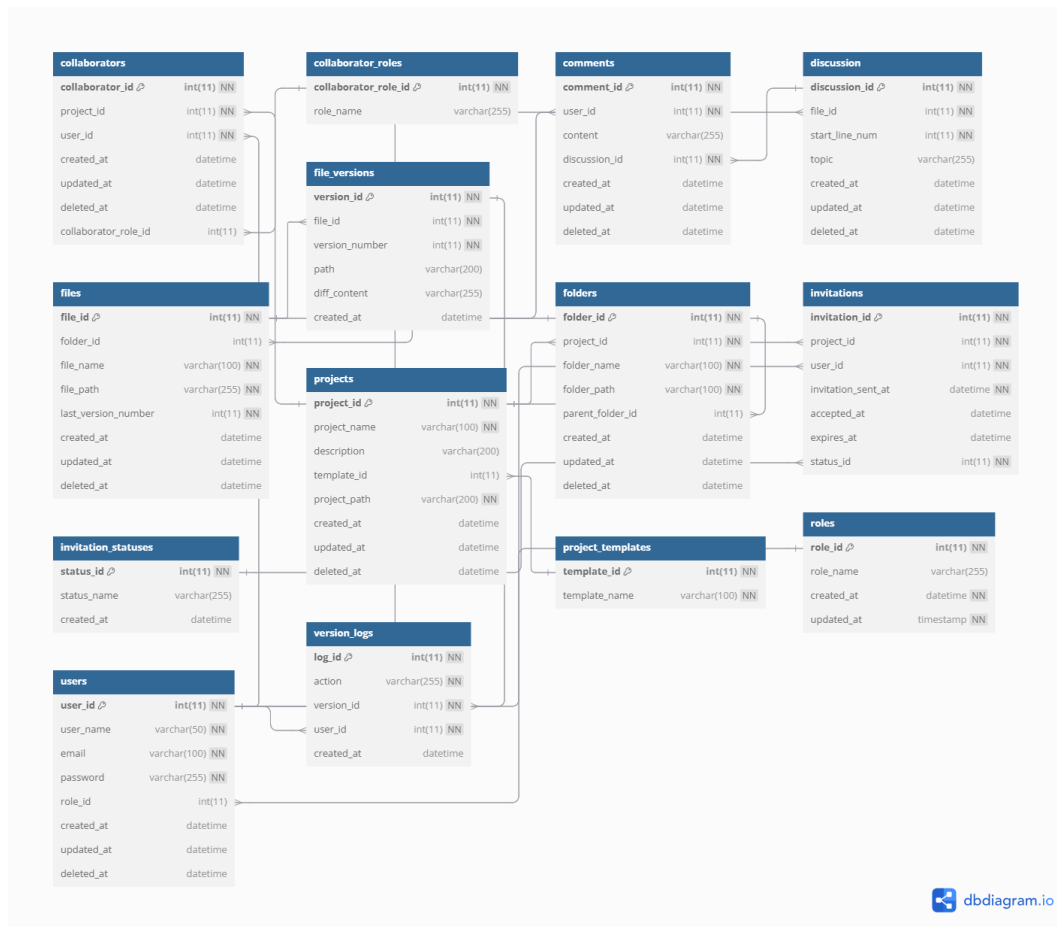 collaborators
collaborator_id int(11) NN
project_id int(11) NN
user_id int(11) NN
created_at datetime
updated_at datetime
deleted_at datetime
collaborator_role_id int(11)
collaborator_roles
collaborator_role_id int(11) NN
role_name varchar(255)
comments
comment_id int(11) NN
user_id int(11) NN
content varchar(255)
discussion_id int(11) NN
created_at datetime
updated_at datetime
deleted_at datetime
discussion
discussion_id int(11) NN
file_id int(11) NN
start_line_num int(11) NN
topic varchar(255)
created_at datetime
updated_at datetime
deleted_at datetime
file_versions
version_id int(11) NN
file_id int(11) NN
version_number int(11) NN
path varchar(200)
diff_content varchar(255)
created_at datetime
files
file_id int(11) NN
folder_id int(11)
file_name varchar(100) NN
file_path varchar(255) NN
last_version_number int(11) NN
created_at datetime
updated_at datetime
deleted_at datetime
folders
folder_id int(11) NN
project_id int(11) NN
folder_name varchar(100) NN
folder_path varchar(100) NN
parent_folder_id int(11)
created_at datetime
updated_at datetime
deleted_at datetime
invitations
invitation_id int(11) NN
project_id int(11) NN
user_id int(11) NN
invitation_sent_at datetime NN
accepted_at datetime
expires_at datetime
status_id int(11) NN
projects
project_id int(11) NN
project_name varchar(100) NN
description varchar(200)
template_id int(11)
project_path varchar(200) NN
created_at datetime
updated_at datetime
deleted_at datetime
invitation_statuses
status_id int(11) NN
status_name varchar(255)
created_at datetime
project_templates
template_id int(11) NN
template_name varchar(100) NN
roles
role_id int(11) NN
role_name varchar(255)
created_at datetime NN
updated_at timestamp NN
version_logs
log_id int(11) NN
action varchar(255) NN
version_id int(11) NN
user_id int(11) NN
created_at datetime
users
user_id int(11) NN
user_name varchar(50) NN
email varchar(100) NN
password varchar(255) NN
role_id int(11)
created_at datetime
updated_at datetime
deleted_at datetime
dbdiagram.io